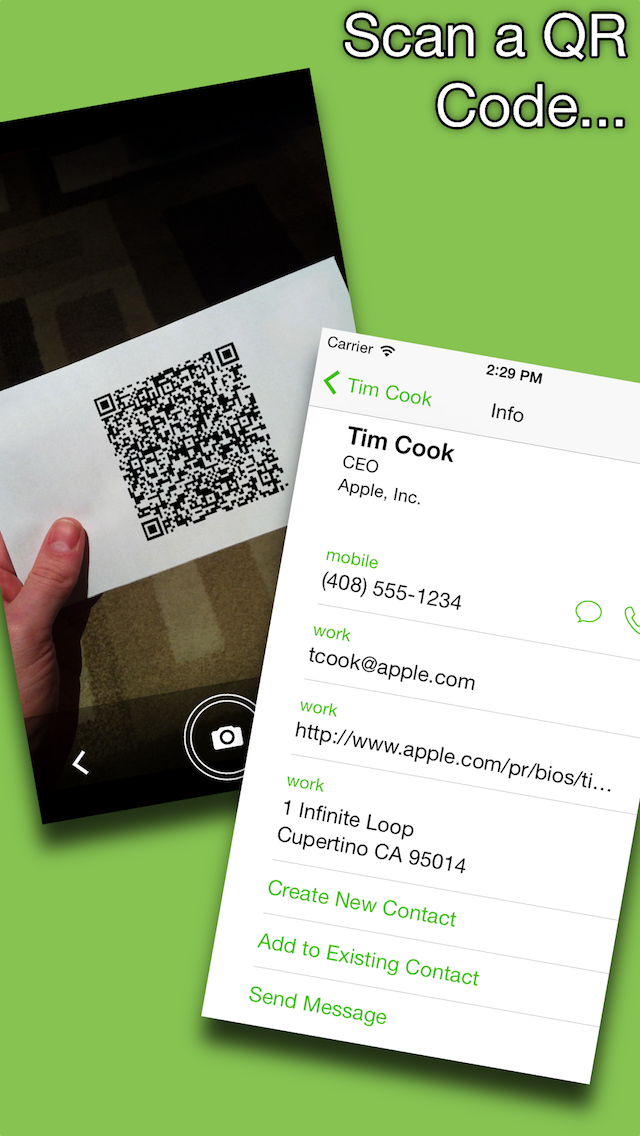 Scan a QR
Code...
Carrier
2:29 PM
Tim Cook
Info
Tim Cook
CEO
Apple, Inc.
mobile
(408) 555-1234
work
tcook@apple.com
work
http://www.apple.com/pr/bios/ti...
work
1 Infinite Loop
Cupertino CA 95014
Create New Contact
Add to Existing Contact
Send Message